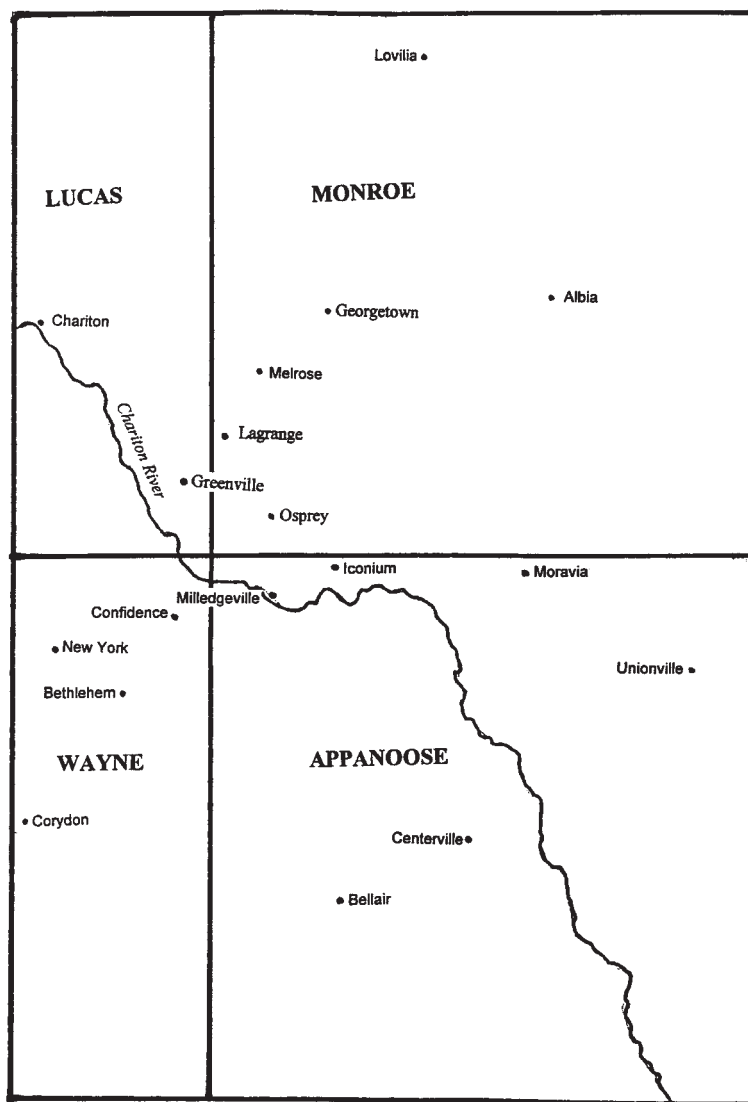 Lovilia
LUCAS
MONROE
Albia
Georgetown
Chariton
Melrose
Chariton River
Lagrange
Greenville
Osprey
Iconium
Moravia
Milledgeville
Confidence
New York
Unionville
Bethlehem
WAYNE
APPANOOSE
Corydon
Centerville
Bellair